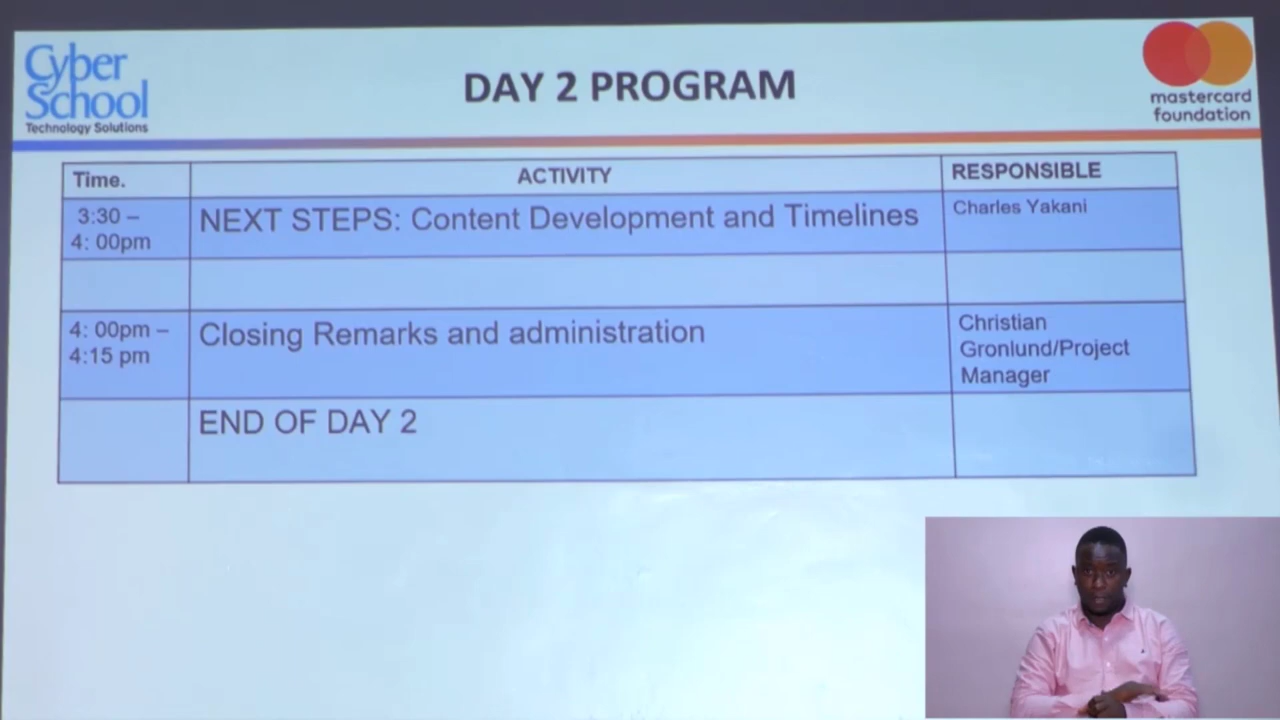 Cyber
School
Technology Solutions
DAY 2 PROGRAM
mastercard
foundation
Time.
ACTIVITY
RESPONSIBLE
3:30 –
4: 00pm
NEXT STEPS: Content Development and Timelines
Charles Yakani
4: 00pm –
4:15 pm
Closing Remarks and administration
Christian
Gronlund/Project
Manager
END OF DAY 2